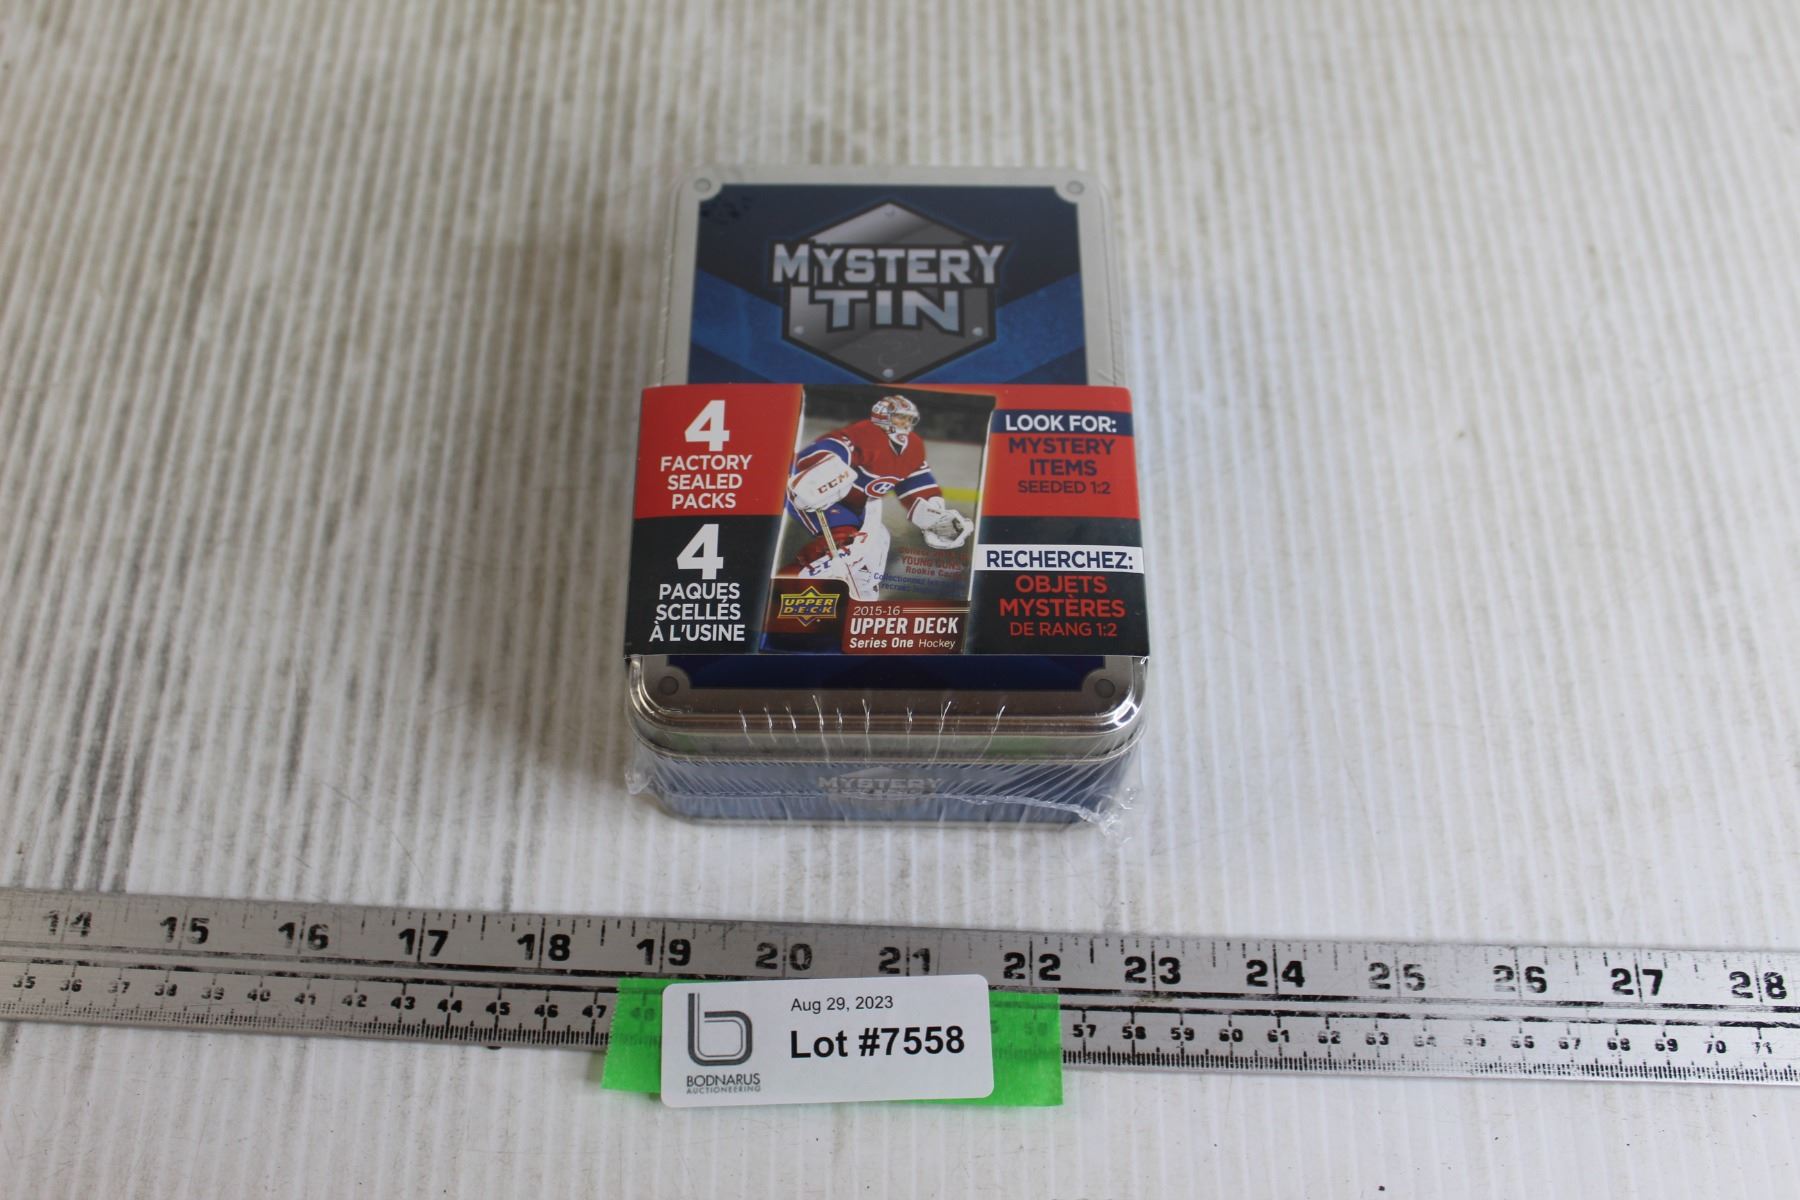 MYSTERY
TIN
4
FACTORY
SEALED
PACKS
4
PAQUES
SCELLÉS
À L'USINE
CCM
YOUNG GUNS
Rookie Cards
UPPER
D·E·C·K
2015-16
UPPER DECK
Series One Hockey
LOOK FOR:
MYSTERY
ITEMS
SEEDED 1:2
RECHERCHEZ:
OBJETS
MYSTÈRES
DE RANG 1:2
MYSTERY
14 15 16 17 18 19 20 21 22 23 24 25 26 27 28
35 36 37 38 39 40 41 42 43 44 45 46 47 48 56 57 58 59 60 61 62 63 64 65 66 67 68 69 70 71
Aug 29, 2023
Lot #7558
BODNARUS
AUCTIONEERING